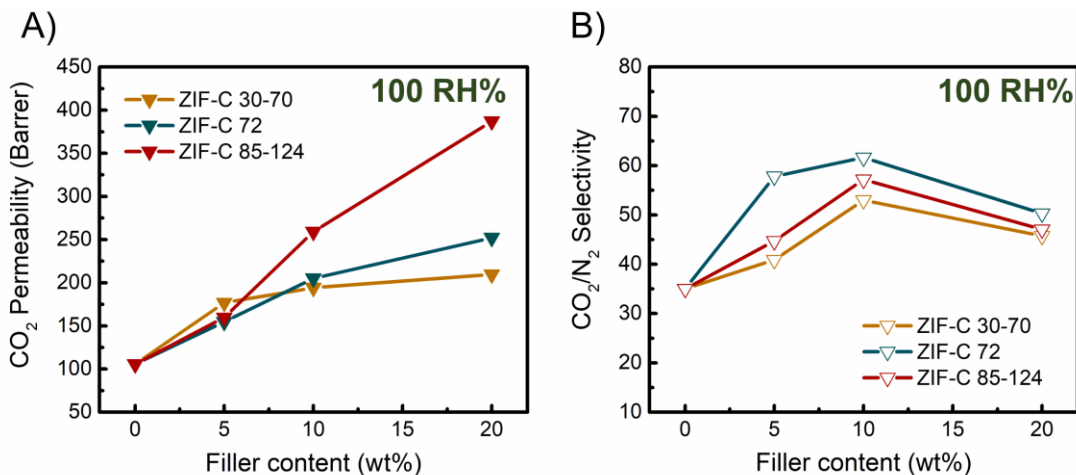 A)
CO₂ Permeability (Barrer)
450
400
350
300
250
200
150
100
50
100 RH%
ZIF-C 30-70
ZIF-C 72
ZIF-C 85-124
0
5
10
15
20
Filler content (wt%)
B)
CO₂/N₂ Selectivity
80
70
60
50
40
30
20
10
100 RH%
ZIF-C 30-70
ZIF-C 72
ZIF-C 85-124
0
5
10
15
20
Filler content (wt%)